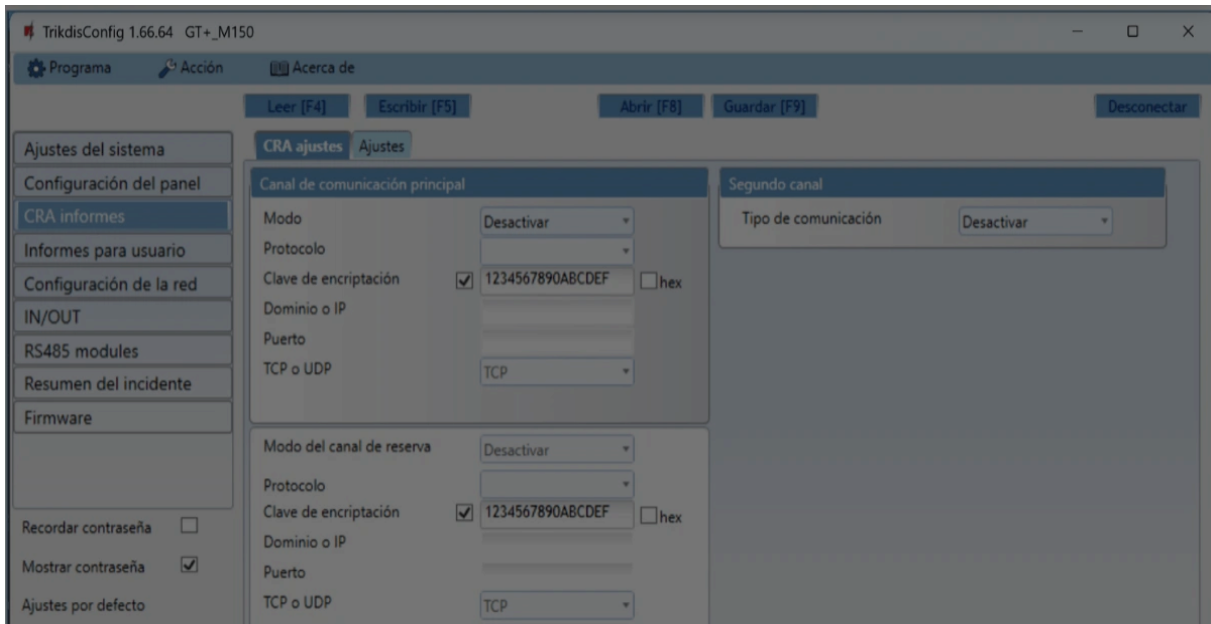 TrikdisConfig 1.66.64 GT+_M150
Programa Acción Acerca de
Leer [F4] Escribir [F5] Abrir [F8] Guardar [F9] Desconectar
Ajustes del sistema
Configuración del panel
CRA informes
Informes para usuario
Configuración de la red
IN/OUT
RS485 modules
Resumen del incidente
Firmware
Recordar contraseña
Mostrar contraseña
Ajustes por defecto
CRA ajustes Ajustes
Canal de comunicación principal
Modo Desactivar
Protocolo
Clave de encriptación 1234567890ABCDEF hex
Dominio o IP
Puerto
TCP o UDP TCP
Modo del canal de reserva Desactivar
Protocolo
Clave de encriptación 1234567890ABCDEF hex
Dominio o IP
Puerto
TCP o UDP TCP
Segundo canal
Tipo de comunicación Desactivar